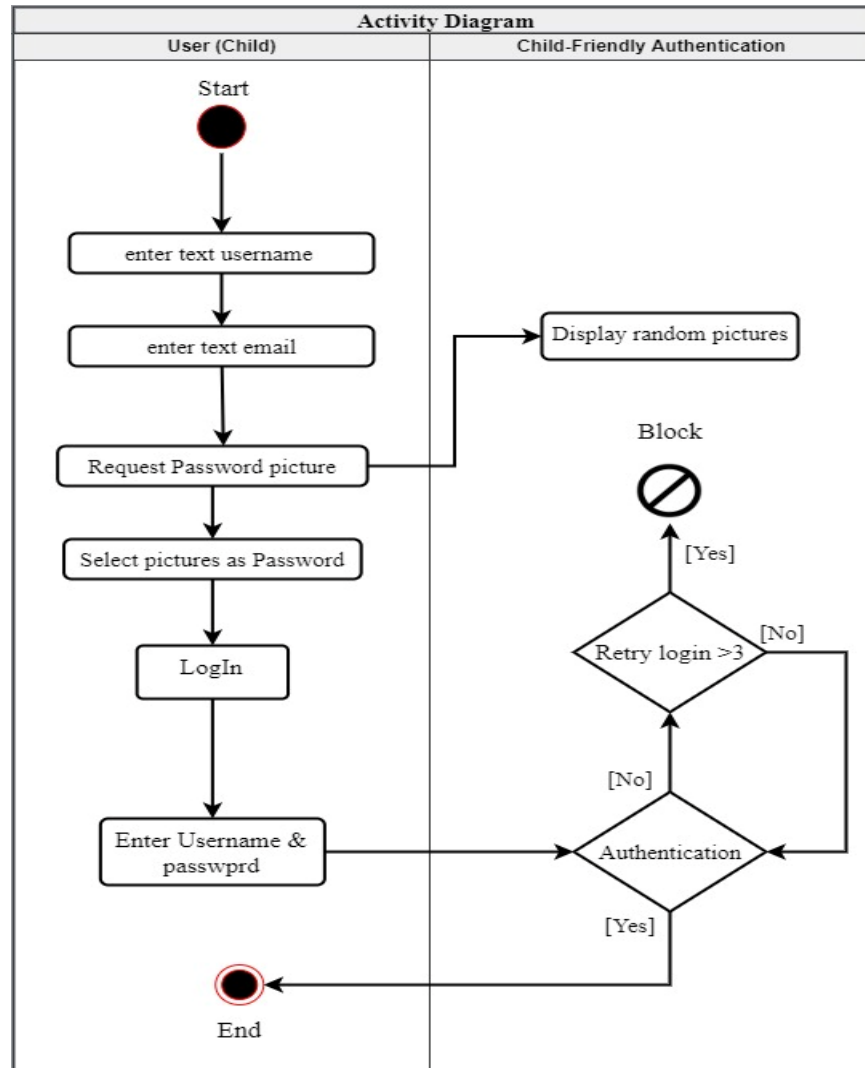 Activity Diagram
User (Child)
Child-Friendly Authentication
Start
enter text username
enter text email
Display random pictures
Block
Request Password picture
[Yes]
Select pictures as Password
[No]
Retry login >3
LogIn
[No]
Enter Username &
passwprd
Authentication
[Yes]
End